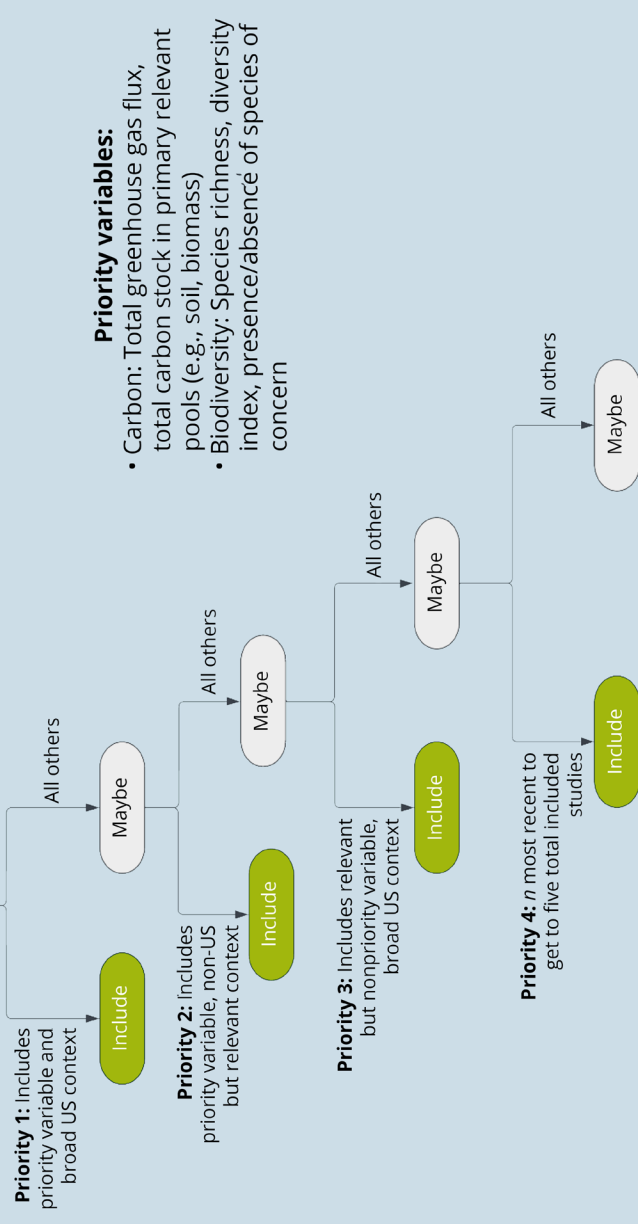 Priority 1: Includes
priority variable and
broad US context
Include
All others
Maybe
Priority variables:
• Carbon: Total greenhouse gas flux,
total carbon stock in primary relevant
pools (e.g., soil, biomass)
• Biodiversity: Species richness, diversity
index, presence/absence of species of
concern
Priority 2: Includes
priority variable, non-US
but relevant context
Include
All others
Maybe
Priority 3: Includes relevant
but nonpriority variable,
broad US context
Include
All others
Maybe
Priority 4: n most recent to
get to five total included
studies
Include
All others
Maybe